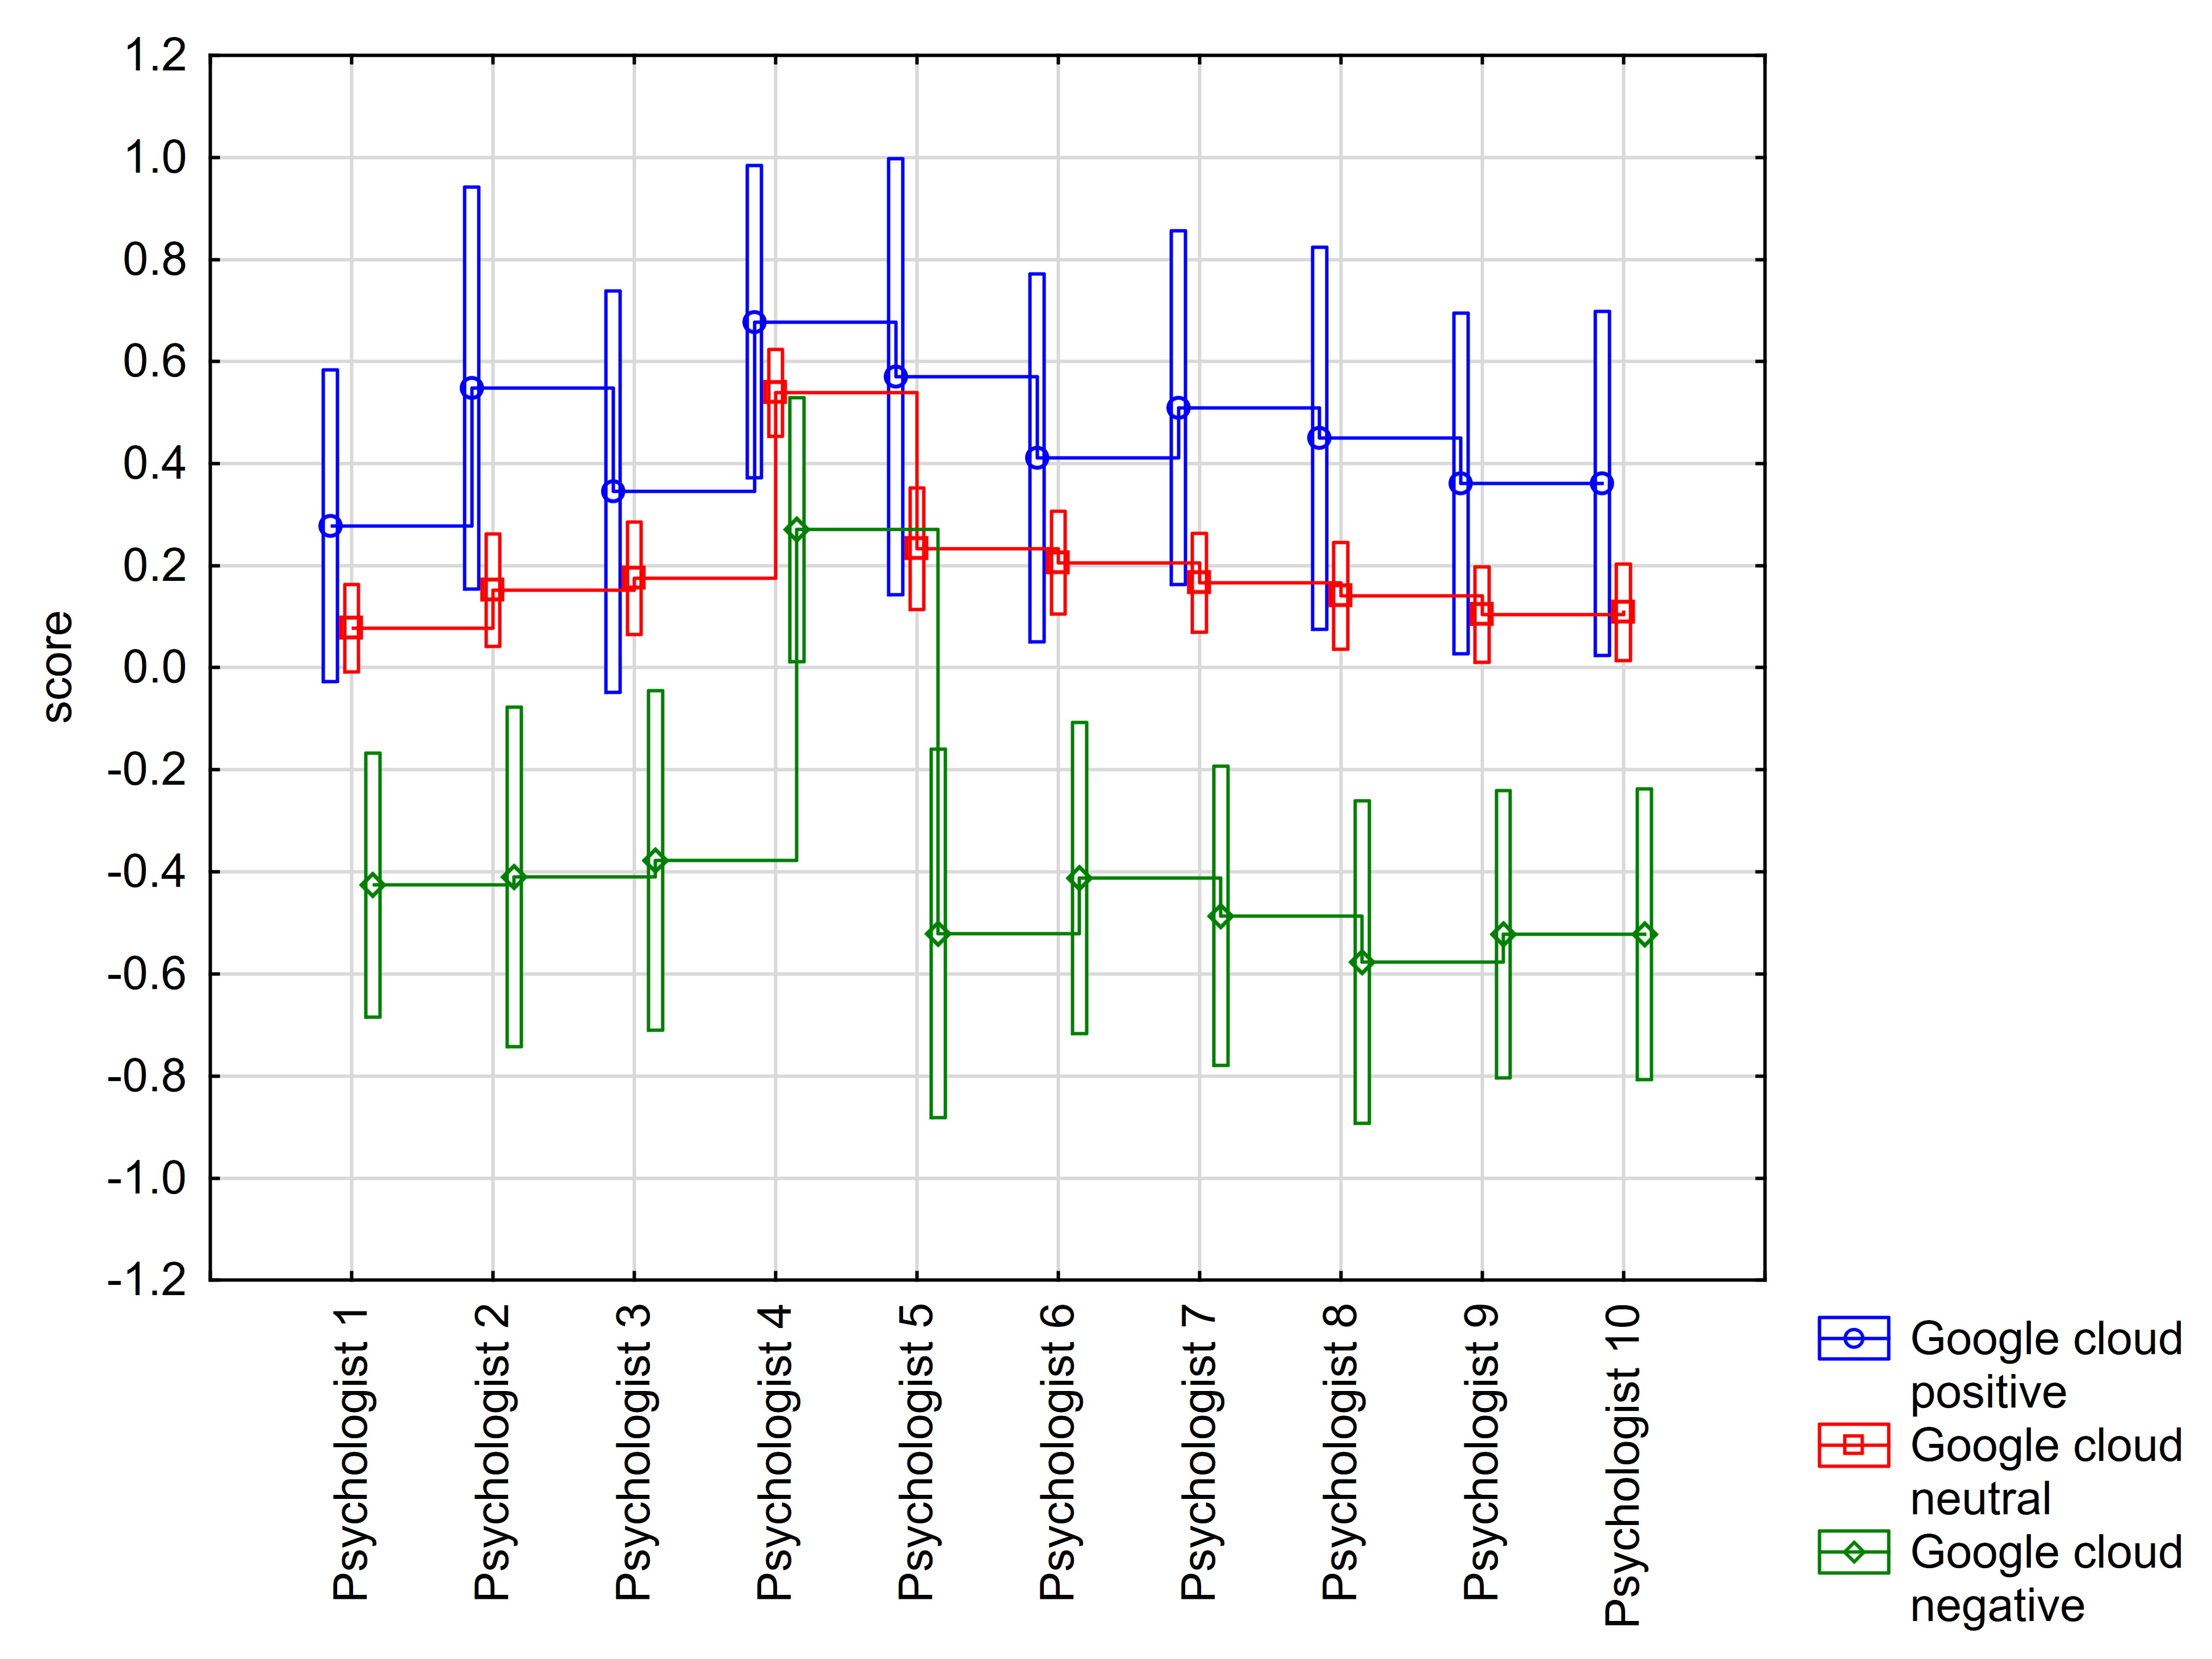 1.2
1.0
0.8
0.6
0.4
0.2
0.0
-0.2
-0.4
-0.6
-0.8
-1.0
-1.2
score
Psychologist 1
Psychologist 2
Psychologist 3
Psychologist 4
Psychologist 5
Psychologist 6
Psychologist 7
Psychologist 8
Psychologist 9
Psychologist 10
Google cloud
positive
Google cloud
neutral
Google cloud
negative